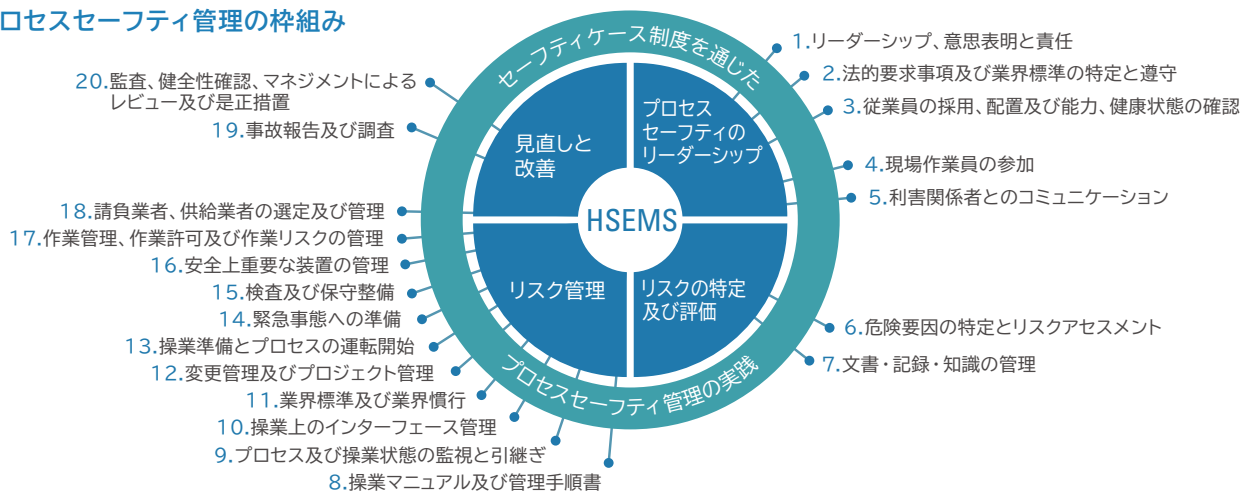 ロセスセーフティ管理の枠組み
セーフティケース制度を通じた
プロセスセーフティ管理の実践
見直しと
改善
プロセス
セーフティの
リーダーシップ
HSEMS
リスク管理
リスクの特定
及び評価
1.リーダーシップ、意思表明と責任
2.法的要求事項及び業界標準の特定と遵守
3.従業員の採用、配置及び能力、健康状態の確認
4.現場作業員の参加
5.利害関係者とのコミュニケーション
6.危険要因の特定とリスクアセスメント
7.文書・記録・知識の管理
8.操業マニュアル及び管理手順書
9.プロセス及び操業状態の監視と引継ぎ
10.操業上のインターフェース管理
11.業界標準及び業界慣行
12.変更管理及びプロジェクト管理
13.操業準備とプロセスの運転開始
14.緊急事態への準備
15.検査及び保守整備
16.安全上重要な装置の管理
17.作業管理、作業許可及び作業リスクの管理
18.請負業者、供給業者の選定及び管理
19.事故報告及び調査
20.監査、健全性確認、マネジメントによる
レビュー及び是正措置